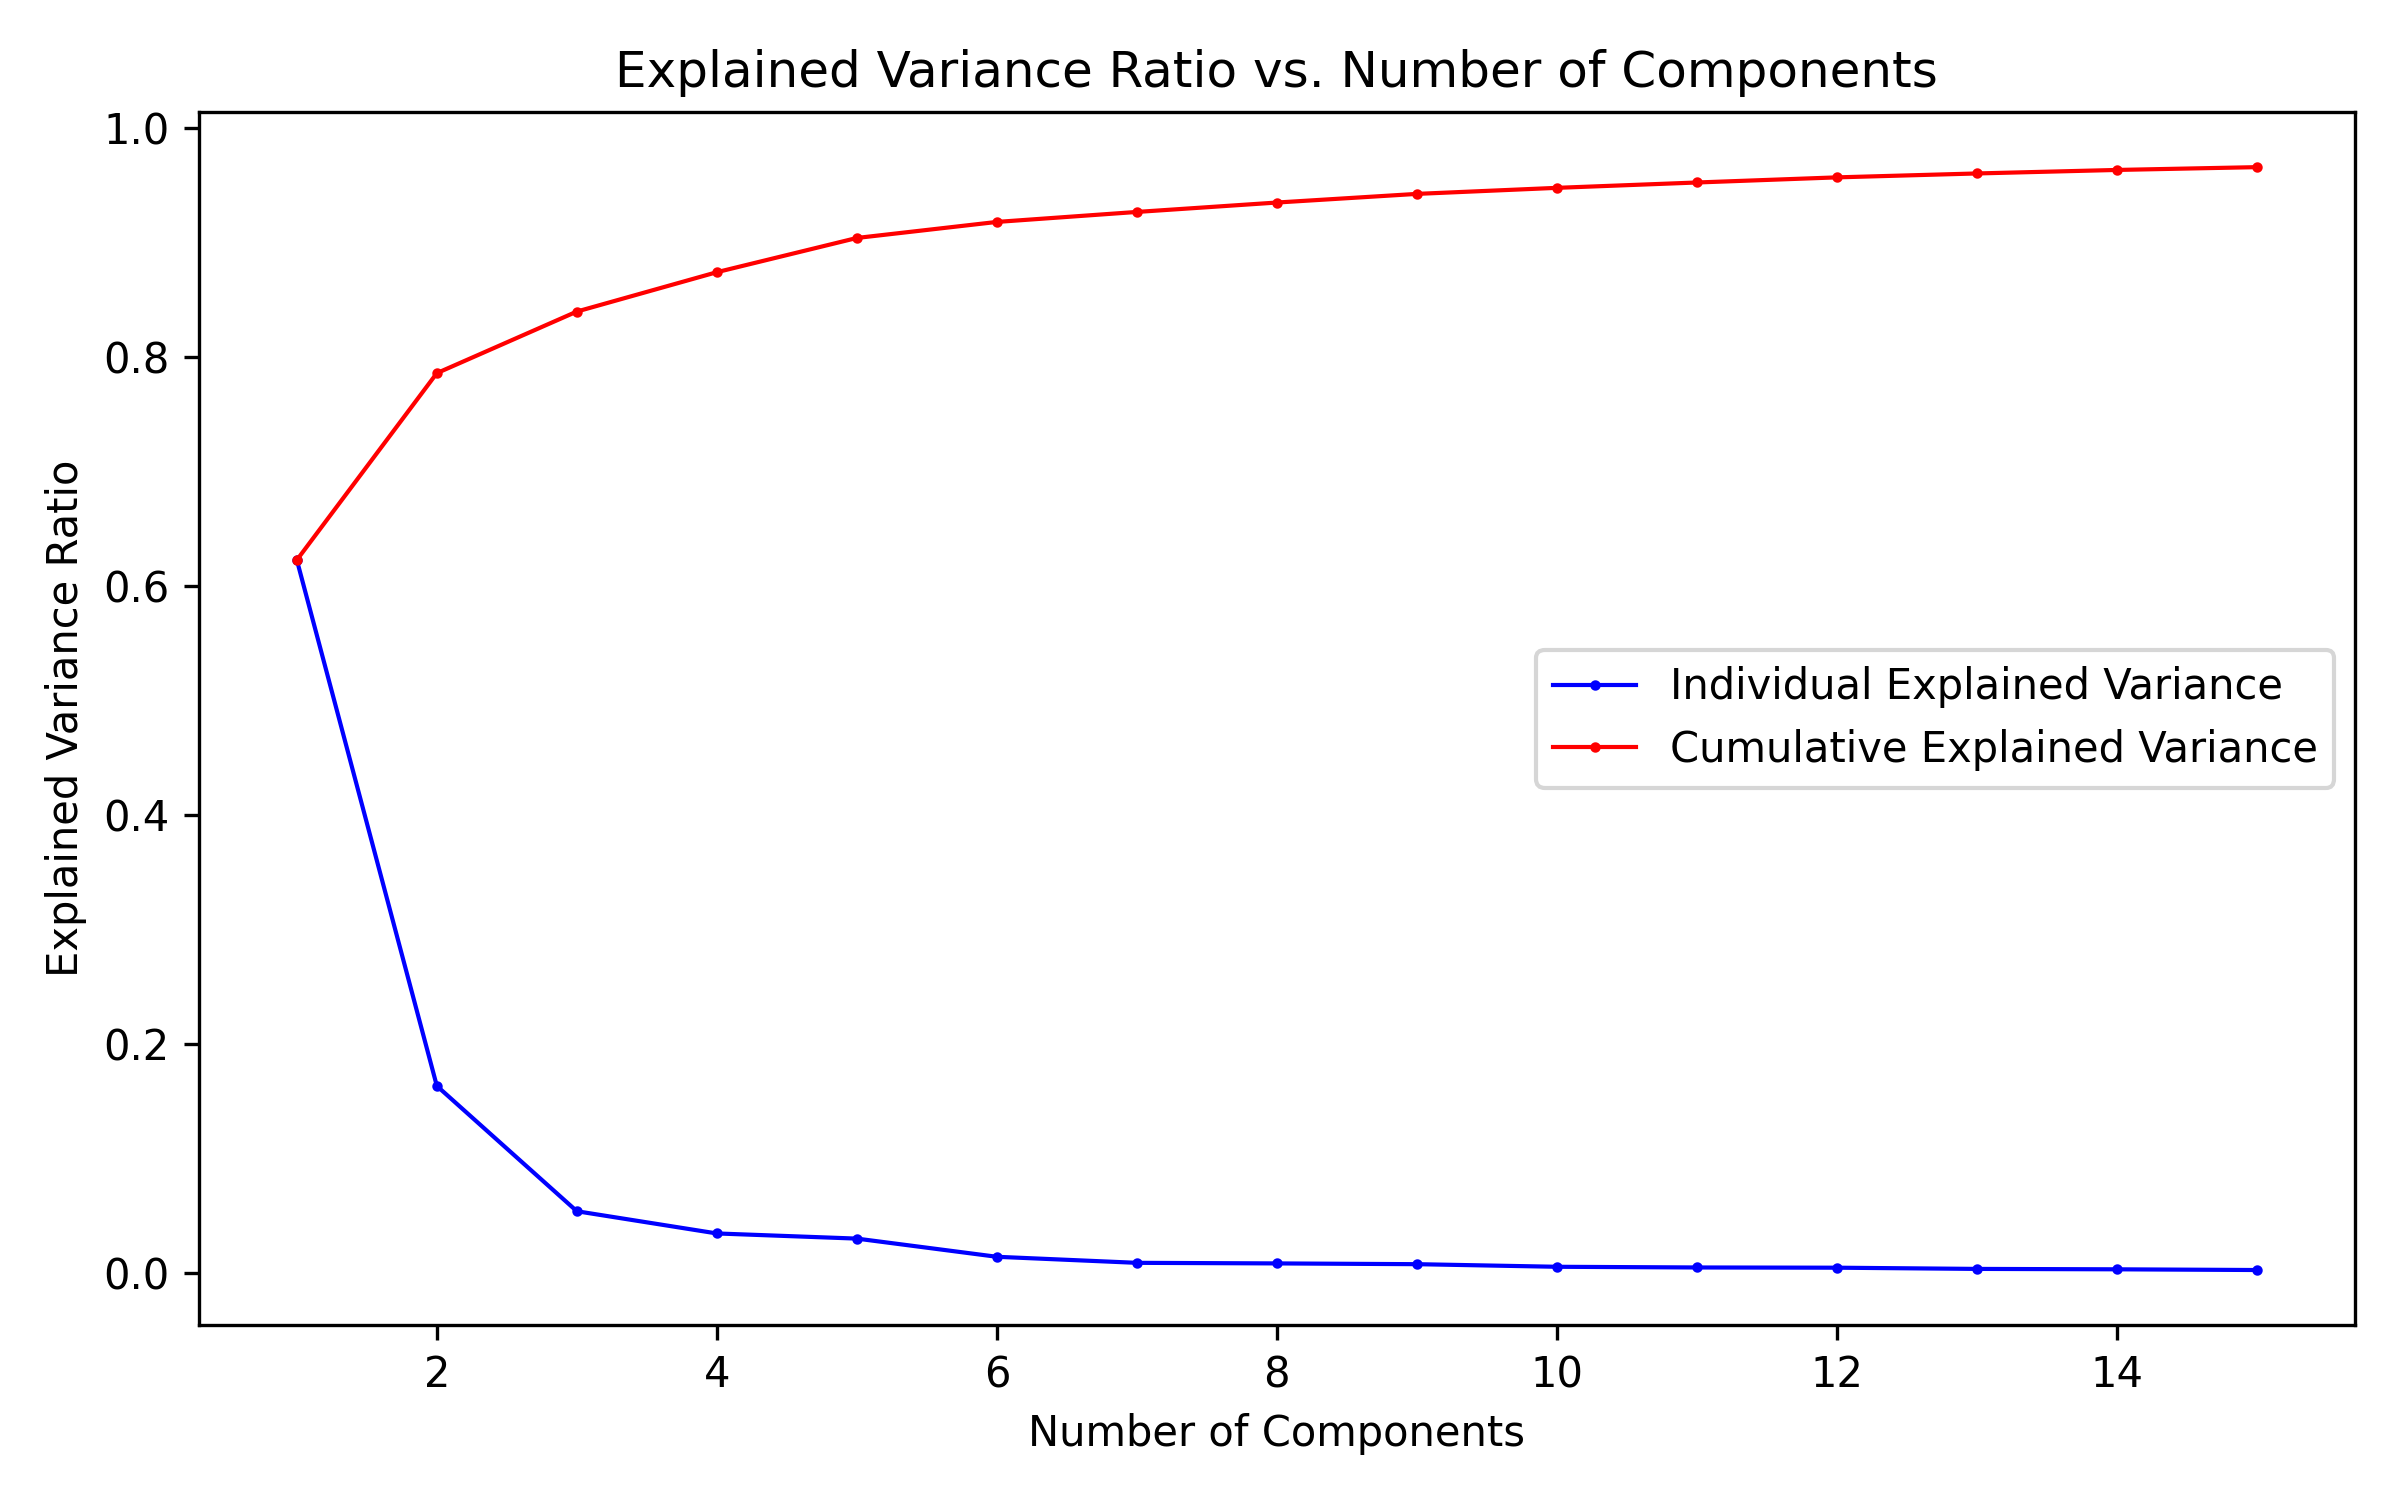 Explained Variance Ratio vs. Number of Components
1.0
0.8
0.6
0.4
0.2
0.0
Explained Variance Ratio
Individual Explained Variance
Cumulative Explained Variance
2 4 6 8 10 12 14
Number of Components